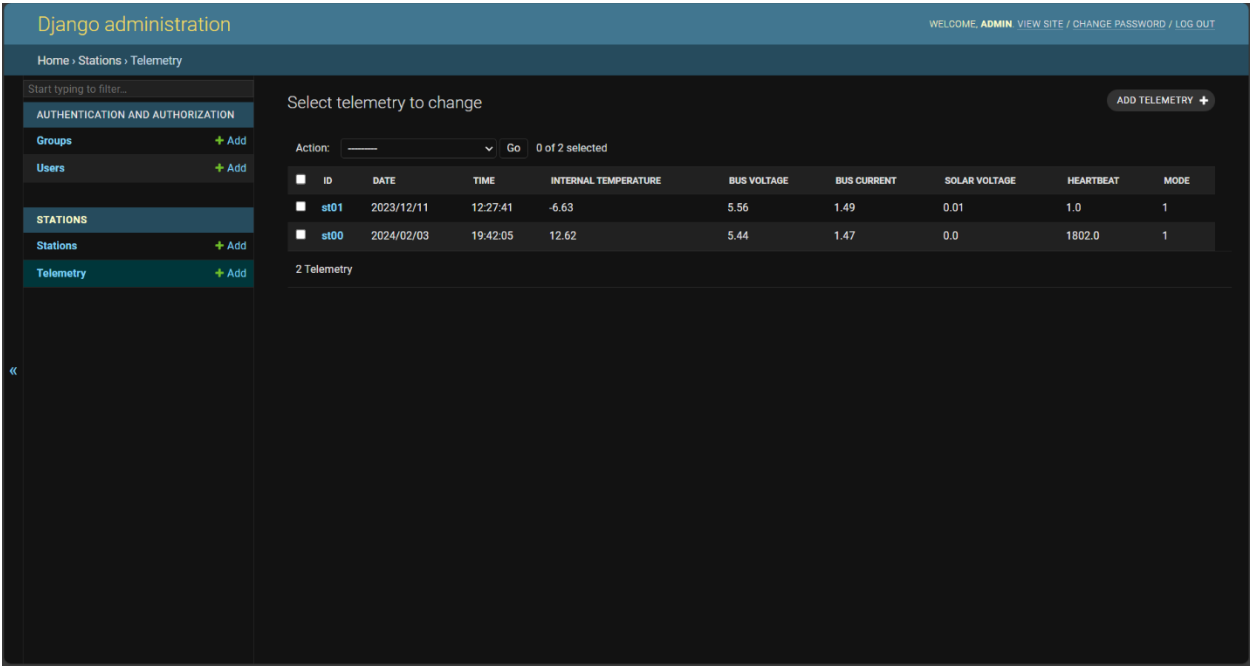 Django administration
WELCOME, ADMIN. VIEW SITE / CHANGE PASSWORD / LOG OUT
Home › Stations › Telemetry
Start typing to filter...
AUTHENTICATION AND AUTHORIZATION
Groups + Add
Users + Add
STATIONS
Stations + Add
Telemetry + Add
«
Select telemetry to change
ADD TELEMETRY +
Action: --------- Go 0 of 2 selected
ID DATE TIME INTERNAL TEMPERATURE BUS VOLTAGE BUS CURRENT SOLAR VOLTAGE HEARTBEAT MODE
st01 2023/12/11 12:27:41 -6.63 5.56 1.49 0.01 1.0 1
st00 2024/02/03 19:42:05 12.62 5.44 1.47 0.0 1802.0 1
2 Telemetry